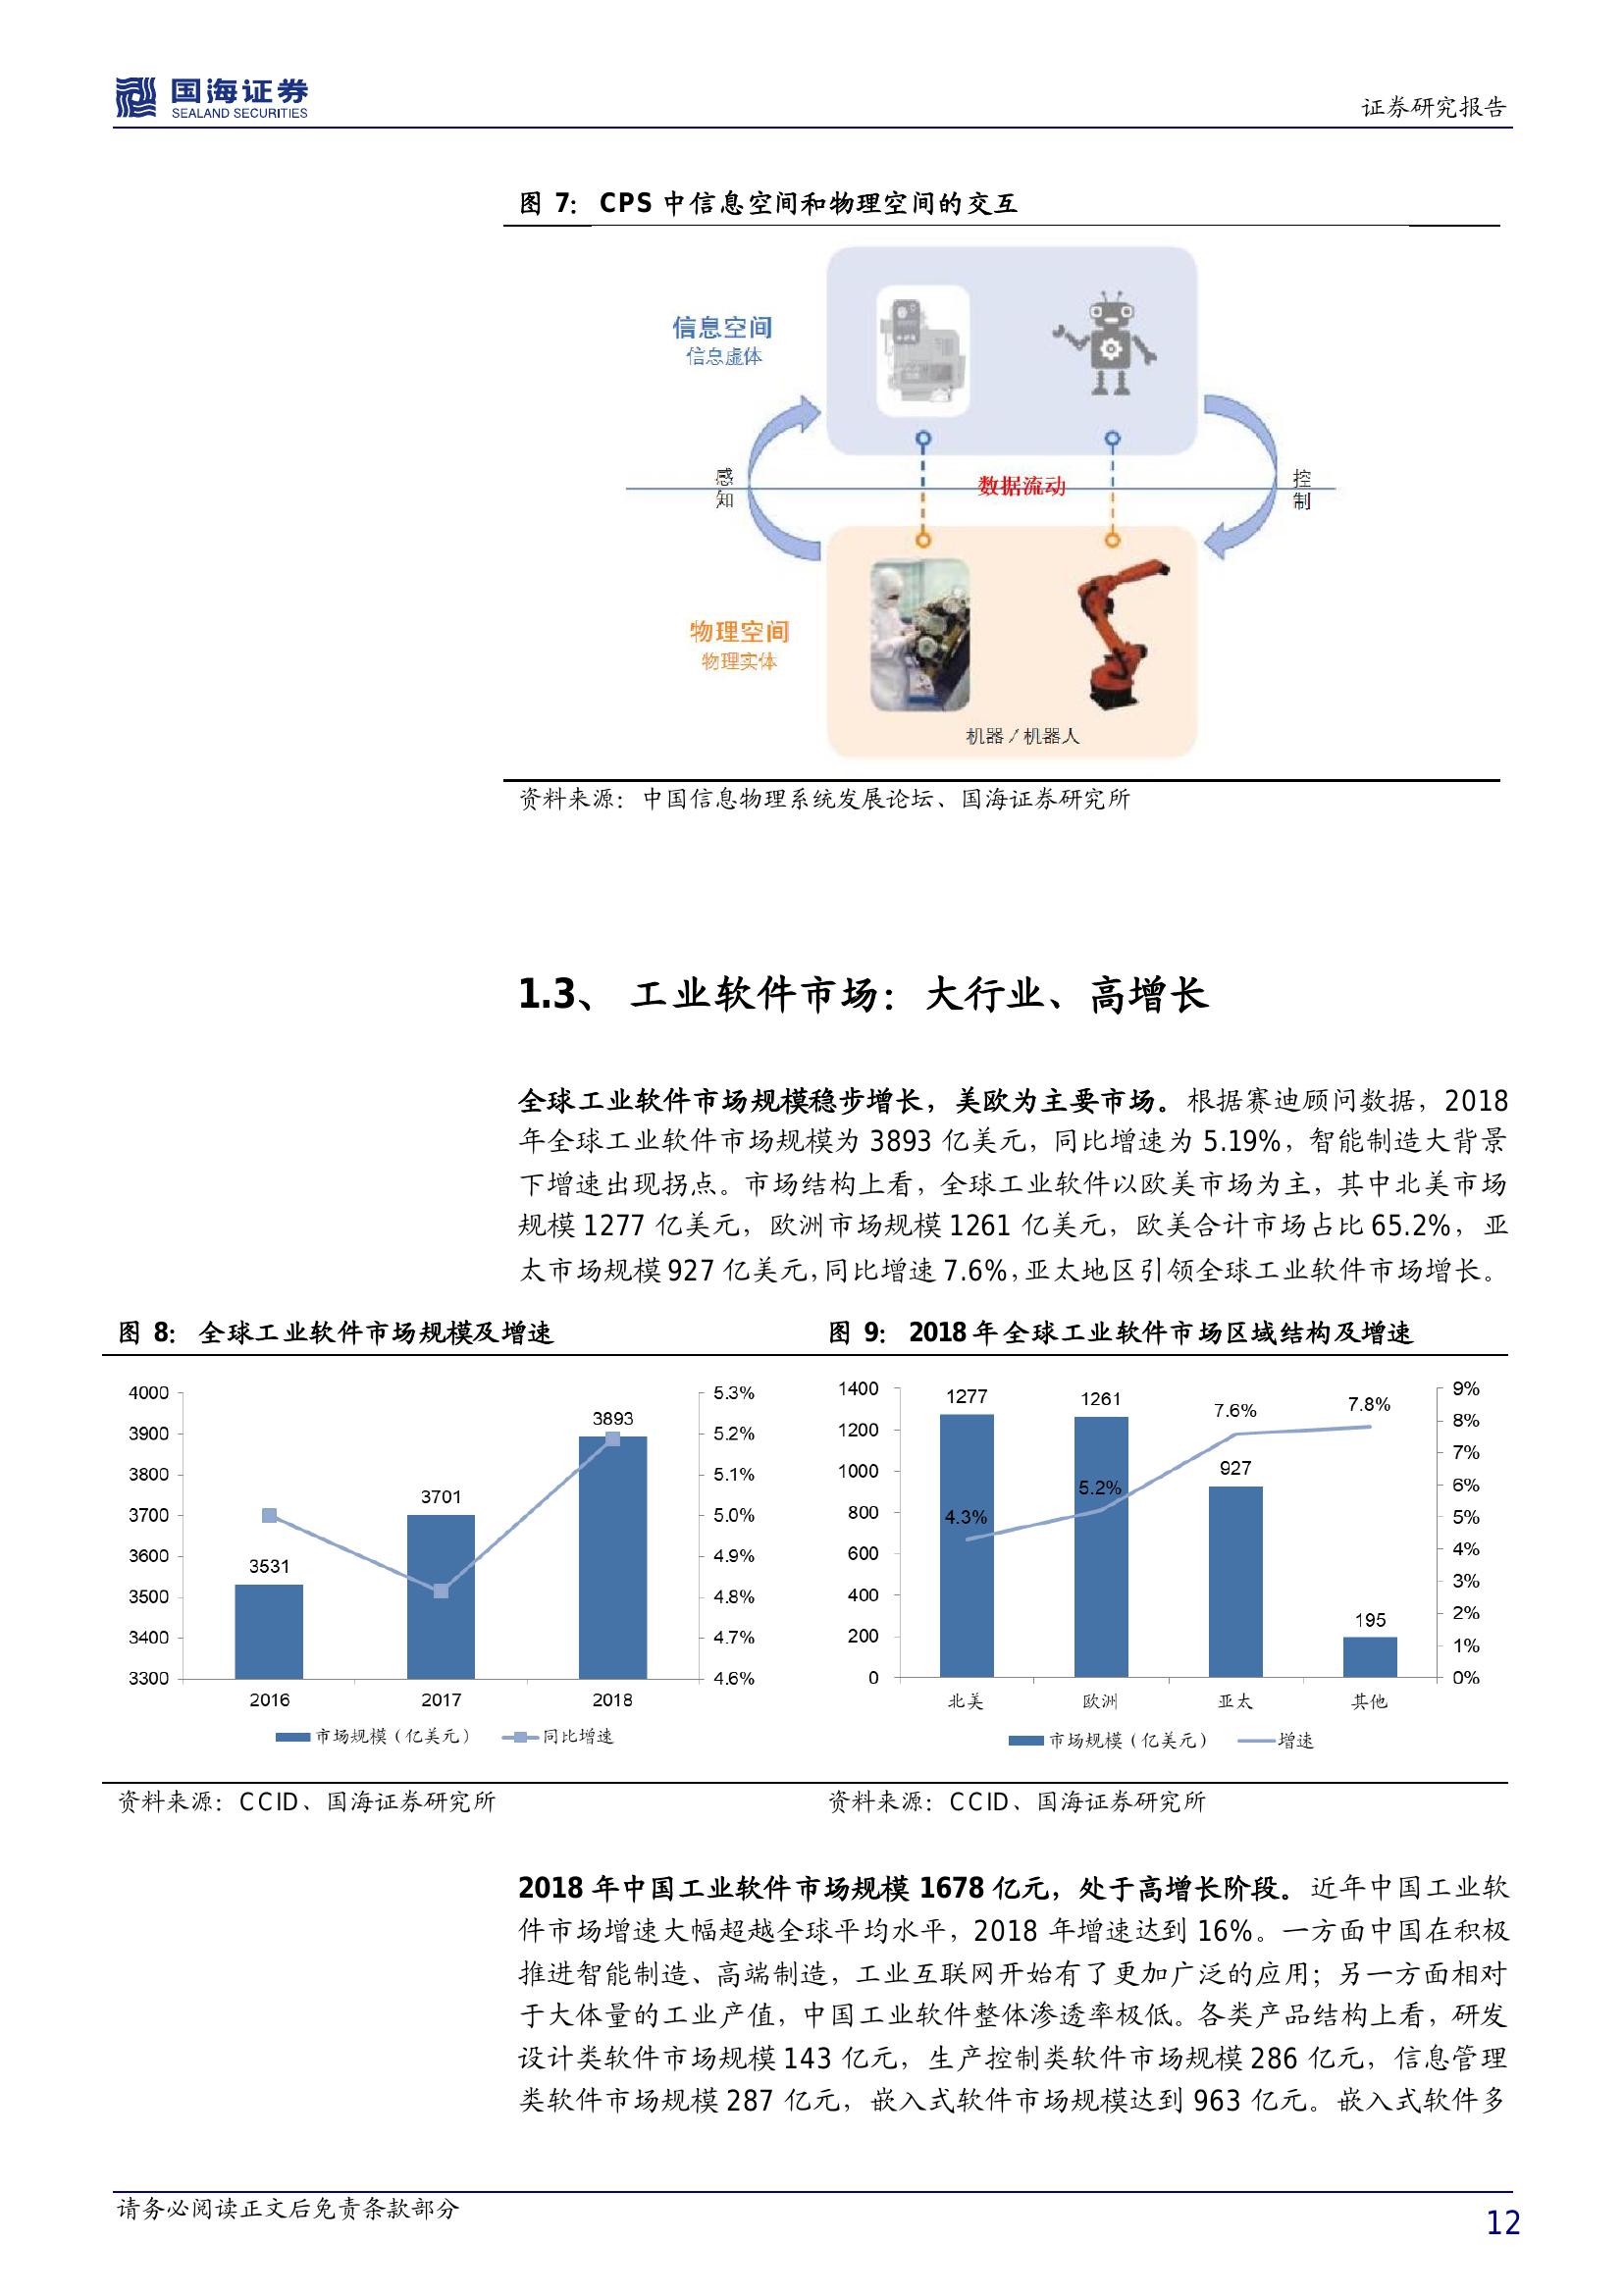 国海证券
SEALAND SECURITIES
证券研究报告
图 7： CPS 中信息空间和物理空间的交互
信息空间
信息虚体
感知
数据流动
控制
物理空间
物理实体
机器／机器人
资料来源：中国信息物理系统发展论坛、国海证券研究所
1.3、 工业软件市场：大行业、高增长
全球工业软件市场规模稳步增长，美欧为主要市场。根据赛迪顾问数据，2018
年全球工业软件市场规模为 3893 亿美元，同比增速为 5.19%，智能制造大背景
下增速出现拐点。市场结构上看，全球工业软件以欧美市场为主，其中北美市场
规模 1277 亿美元，欧洲市场规模 1261 亿美元，欧美合计市场占比 65.2%，亚
太市场规模 927 亿美元，同比增速 7.6%，亚太地区引领全球工业软件市场增长。
图 8： 全球工业软件市场规模及增速
4000
3900
3800
3700
3600
3500
3400
3300
3531
3701
3893
5.3%
5.2%
5.1%
5.0%
4.9%
4.8%
4.7%
4.6%
2016
2017
2018
市场规模（亿美元）
同比增速
资料来源：CCID、国海证券研究所
图 9： 2018 年全球工业软件市场区域结构及增速
1400
1200
1000
800
600
400
200
0
1277
1261
927
195
4.3%
5.2%
7.6%
7.8%
9%
8%
7%
6%
5%
4%
3%
2%
1%
0%
北美
欧洲
亚太
其他
市场规模（亿美元）
增速
资料来源：CCID、国海证券研究所
2018 年中国工业软件市场规模 1678 亿元，处于高增长阶段。近年中国工业软
件市场增速大幅超越全球平均水平，2018 年增速达到 16%。一方面中国在积极
推进智能制造、高端制造，工业互联网开始有了更加广泛的应用；另一方面相对
于大体量的工业产值，中国工业软件整体渗透率极低。各类产品结构上看，研发
设计类软件市场规模 143 亿元，生产控制类软件市场规模 286 亿元，信息管理
类软件市场规模 287 亿元，嵌入式软件市场规模达到 963 亿元。嵌入式软件多
请务必阅读正文后免责条款部分
12